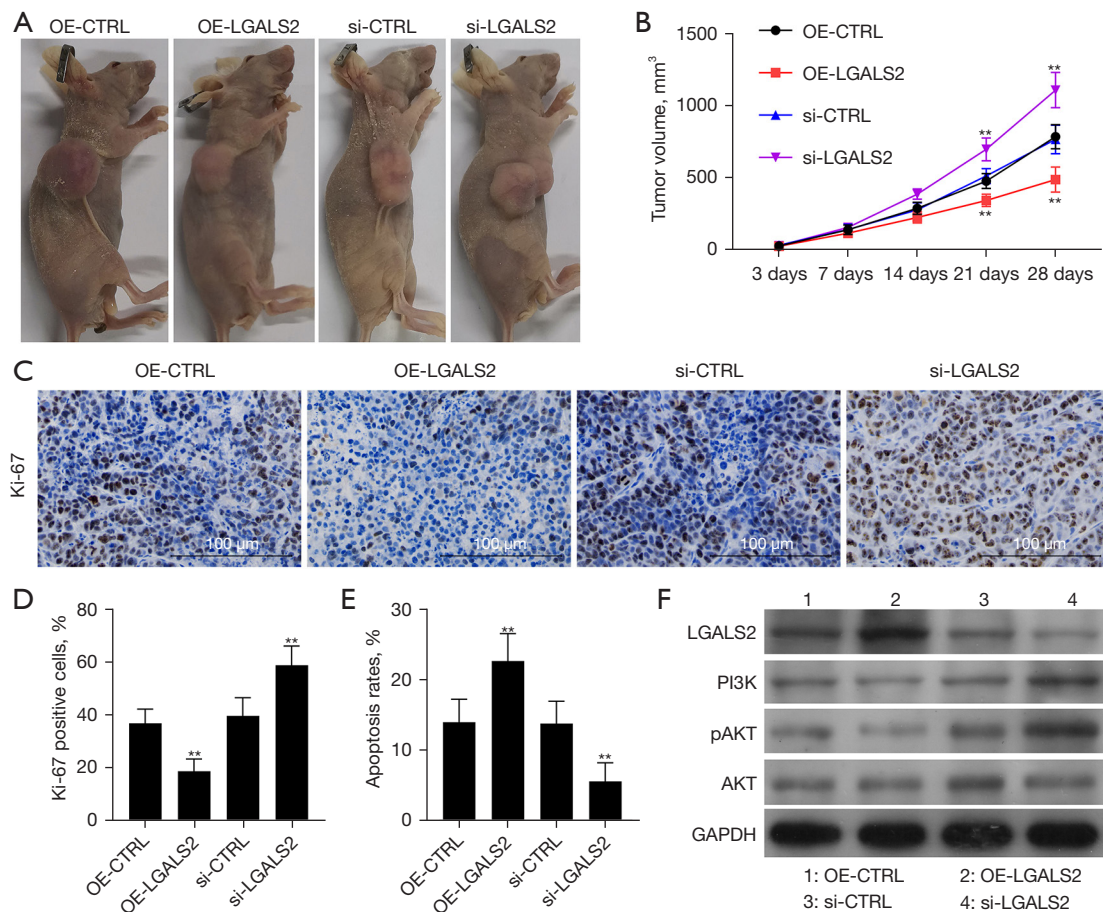 A
OE-CTRL OE-LGALS2 si-CTRL si-LGALS2
B
Tumor volume, mm³
1500
1000
500
0
OE-CTRL
OE-LGALS2
si-CTRL
si-LGALS2
**
**
**
**
3 days 7 days 14 days 21 days 28 days
C
OE-CTRL OE-LGALS2 si-CTRL si-LGALS2
Ki-67
100 μm 100 μm 100 μm 100 μm
D
Ki-67 positive cells, %
80
60
40
20
0
**
**
OE-CTRL OE-LGALS2 si-CTRL si-LGALS2
E
Apoptosis rates, %
30
20
10
0
**
**
OE-CTRL OE-LGALS2 si-CTRL si-LGALS2
F
1 2 3 4
LGALS2
PI3K
pAKT
AKT
GAPDH
1: OE-CTRL 2: OE-LGALS2
3: si-CTRL 4: si-LGALS2